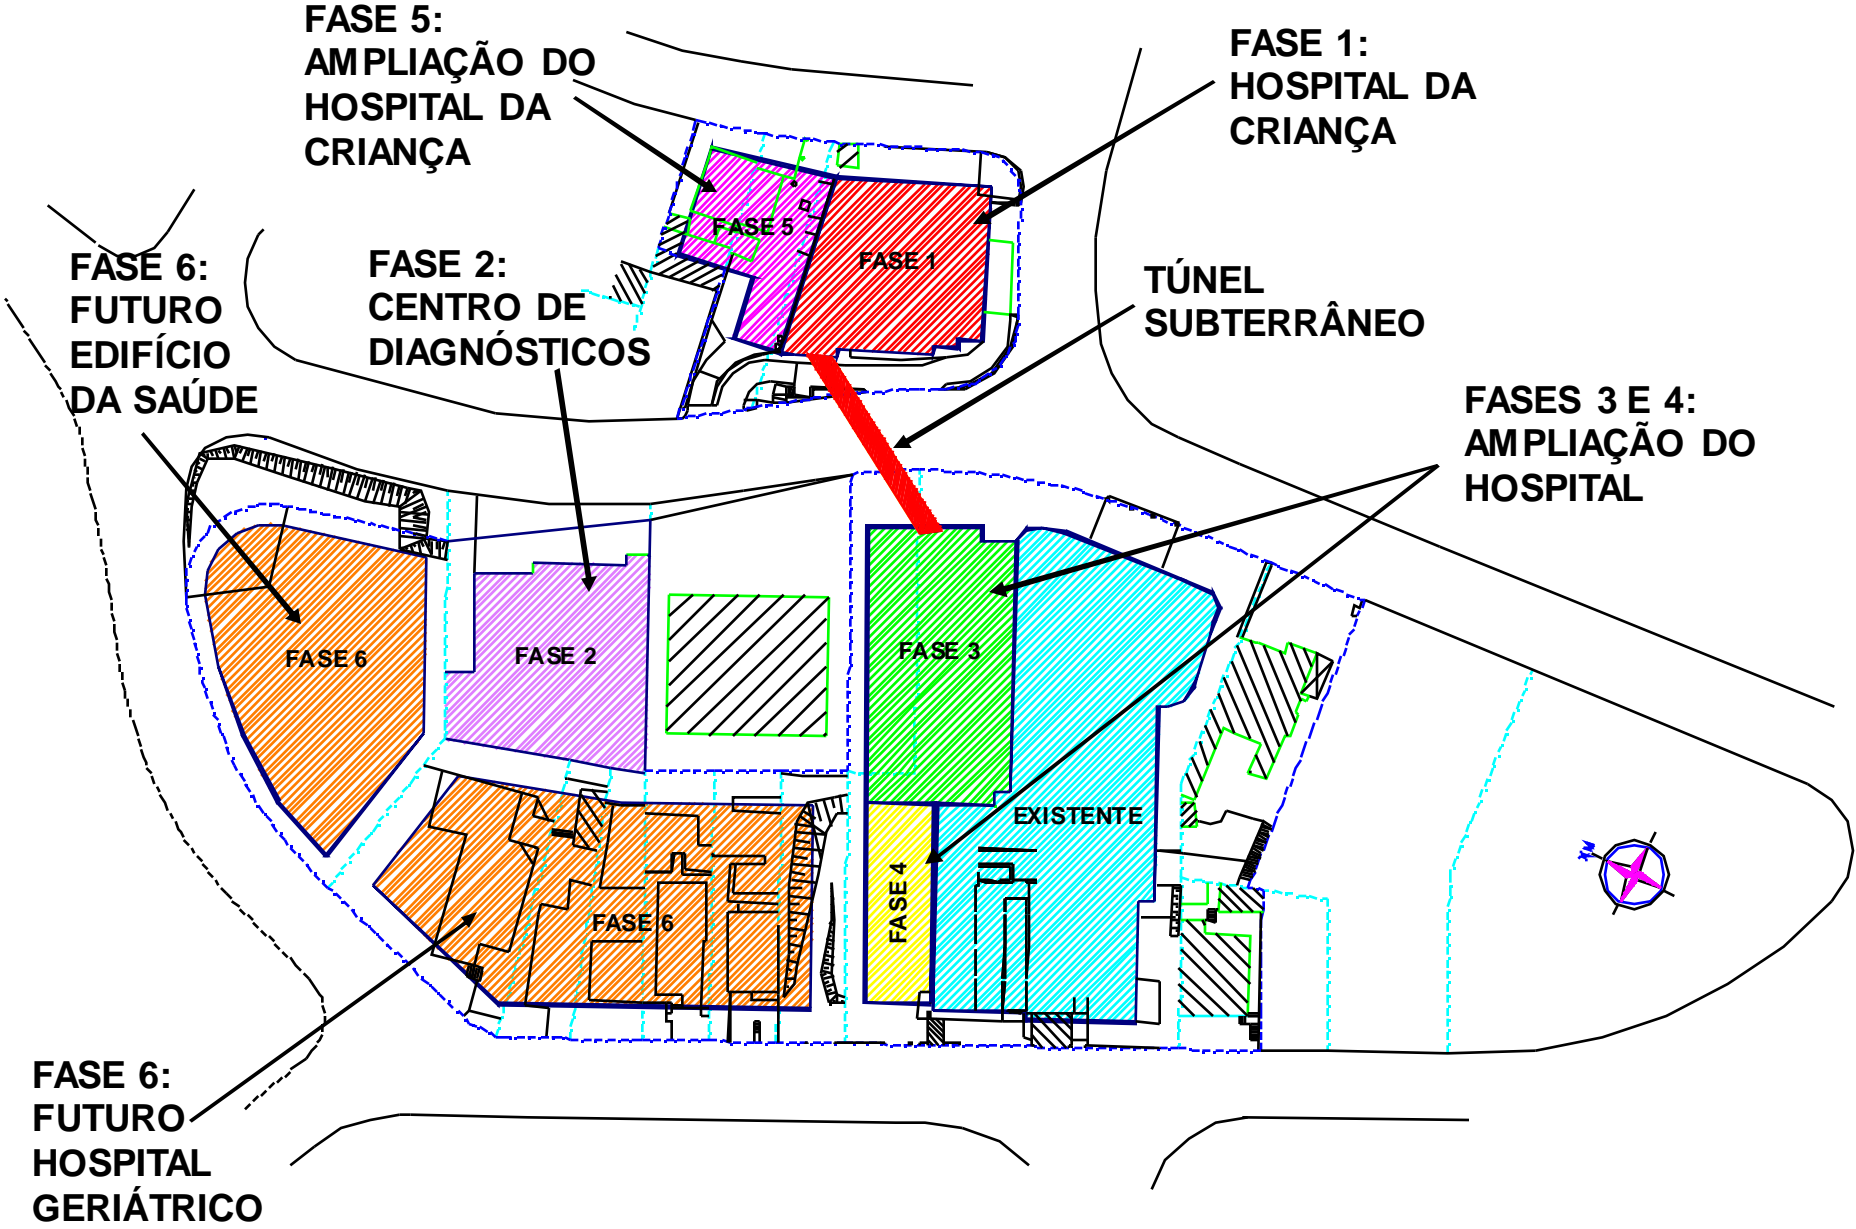 FASE 5:
AMPLIAÇÃO DO
HOSPITAL DA
CRIANÇA
FASE 1:
HOSPITAL DA
CRIANÇA
FASE 6:
FUTURO
EDIFÍCIO
DA SAÚDE
FASE 2:
CENTRO DE
DIAGNÓSTICOS
TÚNEL
SUBTERRÂNEO
FASES 3 E 4:
AMPLIAÇÃO DO
HOSPITAL
FASE 5
FASE 1
FASE 6
FASE 2
FASE 3
EXISTENTE
FASE 4
FASE 6
FASE 6:
FUTURO
HOSPITAL
GERIÁTRICO